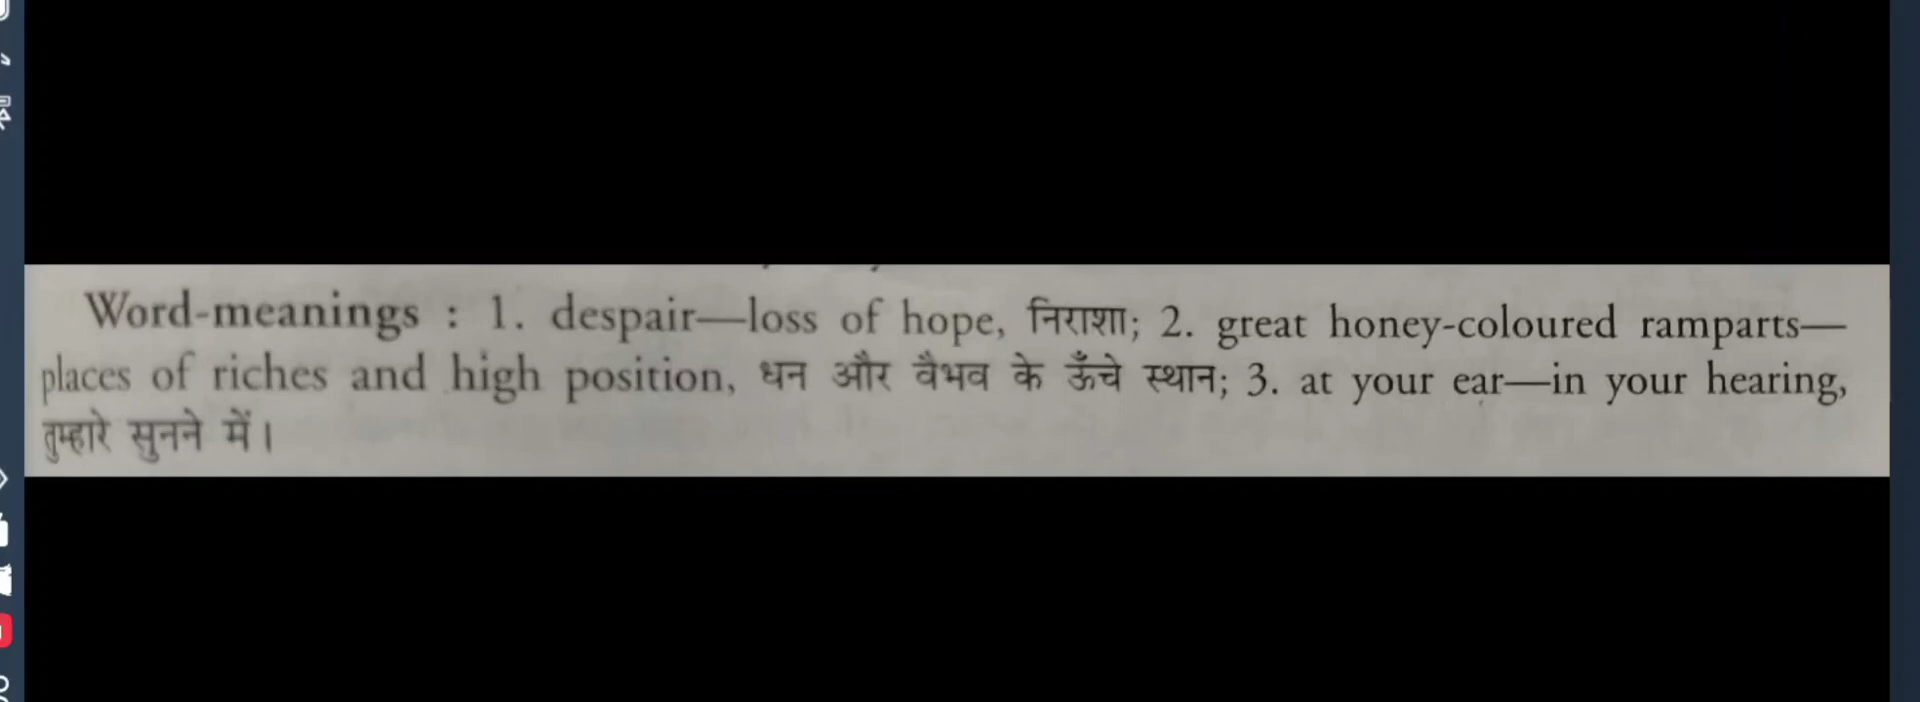 Word-meanings : 1. despair—loss of hope, निराशा; 2. great honey-coloured ramparts—
places of riches and high position, धन और वैभव के ऊँचे स्थान; 3. at your ear—in your hearing,
तुम्हारे सुनने में।